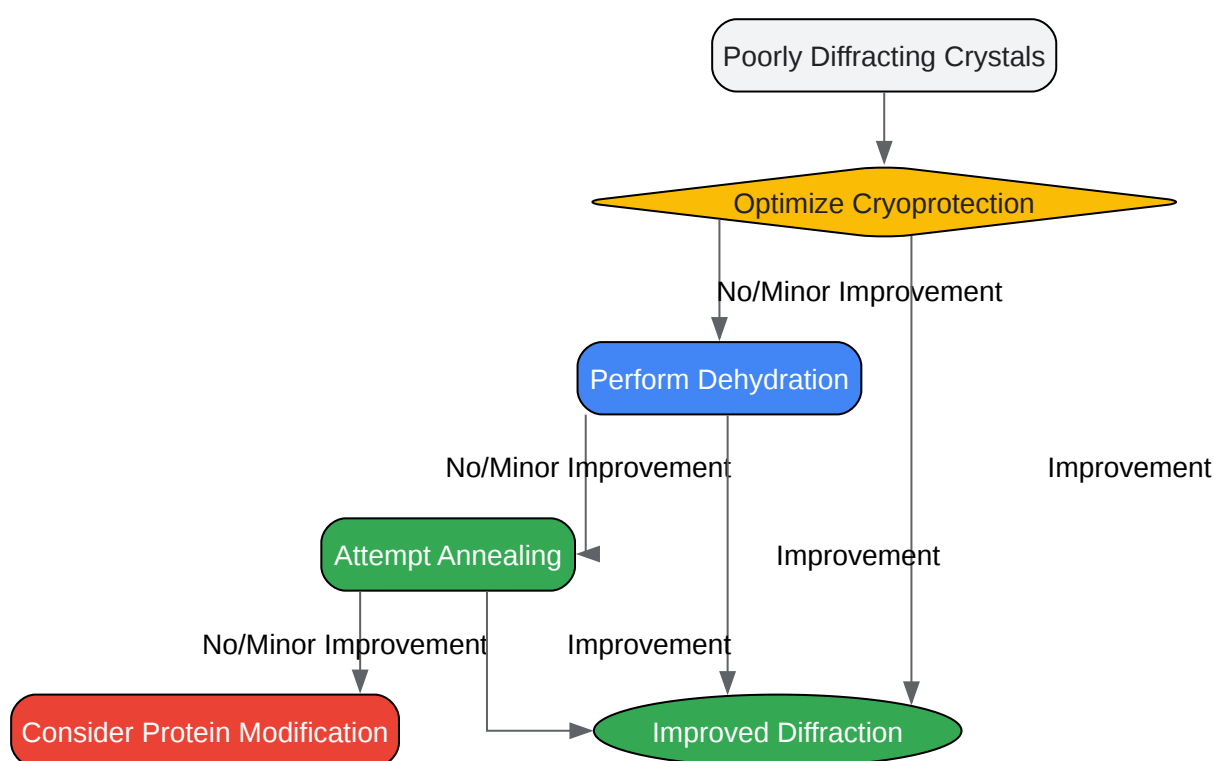 Poorly Diffracting Crystals
Optimize Cryoprotection
No/Minor Improvement
Perform Dehydration
No/Minor Improvement
Improvement
Attempt Annealing
Improvement
No/Minor Improvement
Improvement
Consider Protein Modification
Improved Diffraction